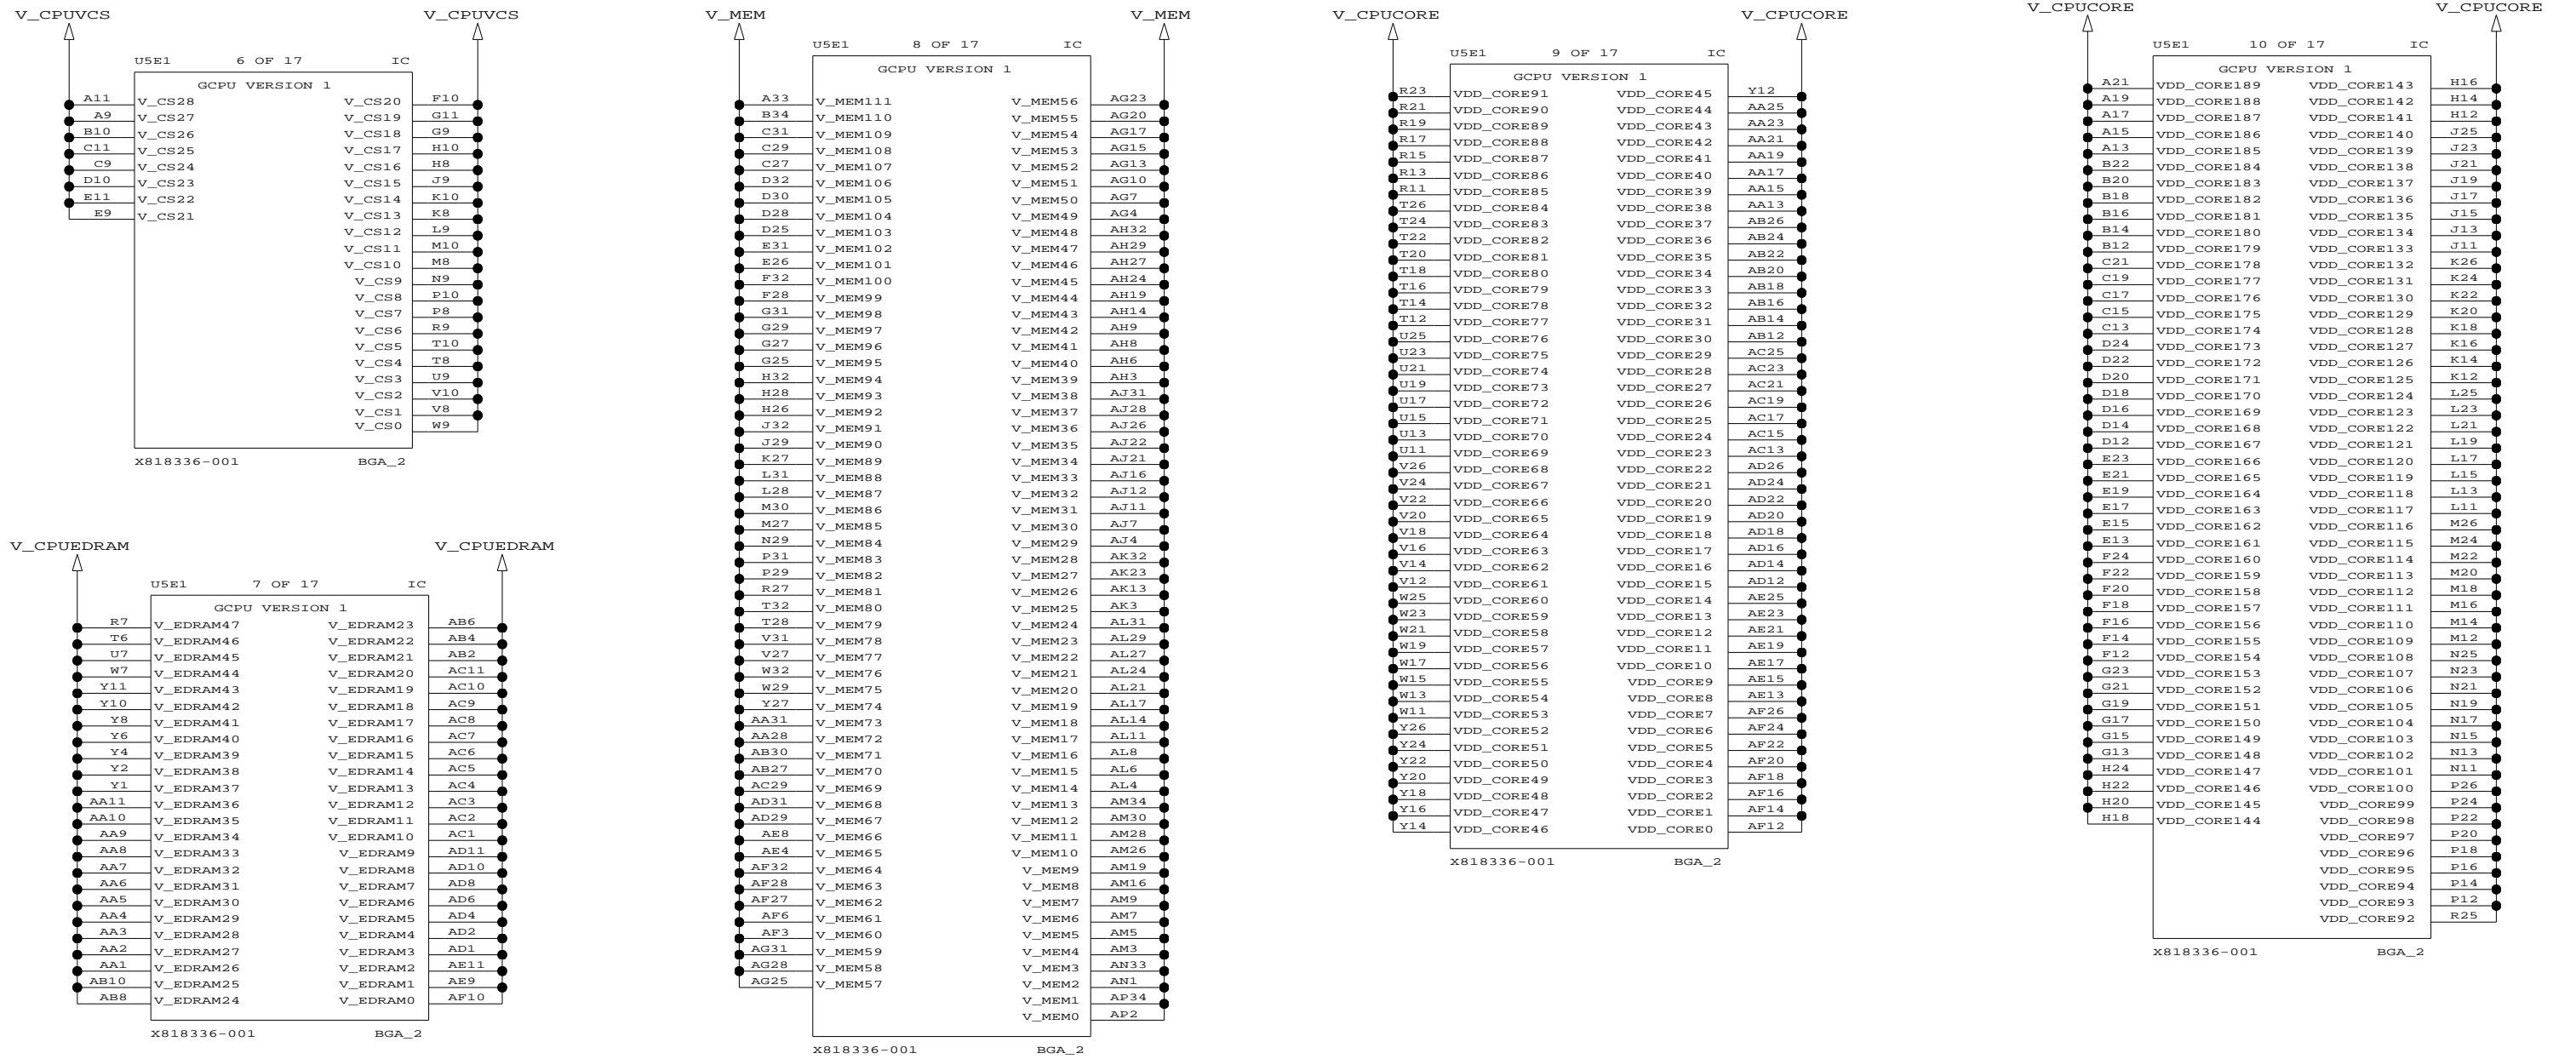 V_CPUVCS V_CPUVCS
U5E1 6 OF 17 IC
GCPU VERSION 1
A11 V_CS28 V_CS20 F10
A9 V_CS27 V_CS19 G11
B10 V_CS26 V_CS18 G9
C11 V_CS25 V_CS17 H10
C9 V_CS24 V_CS16 H8
D10 V_CS23 V_CS15 J9
E11 V_CS22 V_CS14 K10
E9 V_CS21 V_CS13 K8
V_CS12 L9
V_CS11 M10
V_CS10 M8
V_CS9 N9
V_CS8 P10
V_CS7 P8
V_CS6 R9
V_CS5 T10
V_CS4 T8
V_CS3 U9
V_CS2 V10
V_CS1 V8
V_CS0 W9
X818336-001 BGA_2
V_CPUEDRAM V_CPUEDRAM
U5E1 7 OF 17 IC
GCPU VERSION 1
R7 V_EDRAM47 V_EDRAM23 AB6
T6 V_EDRAM46 V_EDRAM22 AB4
U7 V_EDRAM45 V_EDRAM21 AB2
W7 V_EDRAM44 V_EDRAM20 AC11
Y11 V_EDRAM43 V_EDRAM19 AC10
Y10 V_EDRAM42 V_EDRAM18 AC9
Y8 V_EDRAM41 V_EDRAM17 AC8
Y6 V_EDRAM40 V_EDRAM16 AC7
Y4 V_EDRAM39 V_EDRAM15 AC6
Y2 V_EDRAM38 V_EDRAM14 AC5
Y1 V_EDRAM37 V_EDRAM13 AC4
AA11 V_EDRAM36 V_EDRAM12 AC3
AA10 V_EDRAM35 V_EDRAM11 AC2
AA9 V_EDRAM34 V_EDRAM10 AC1
AA8 V_EDRAM33 V_EDRAM9 AD11
AA7 V_EDRAM32 V_EDRAM8 AD10
AA6 V_EDRAM31 V_EDRAM7 AD8
AA5 V_EDRAM30 V_EDRAM6 AD6
AA4 V_EDRAM29 V_EDRAM5 AD4
AA3 V_EDRAM28 V_EDRAM4 AD2
AA2 V_EDRAM27 V_EDRAM3 AD1
AA1 V_EDRAM26 V_EDRAM2 AE11
AB10 V_EDRAM25 V_EDRAM1 AE9
AB8 V_EDRAM24 V_EDRAM0 AF10
X818336-001 BGA_2
V_MEM V_MEM
U5E1 8 OF 17 IC
GCPU VERSION 1
A33 V_MEM111 V_MEM56 AG23
B34 V_MEM110 V_MEM55 AG20
C31 V_MEM109 V_MEM54 AG17
C29 V_MEM108 V_MEM53 AG15
C27 V_MEM107 V_MEM52 AG13
D32 V_MEM106 V_MEM51 AG10
D30 V_MEM105 V_MEM50 AG7
D28 V_MEM104 V_MEM49 AG4
D25 V_MEM103 V_MEM48 AH32
E31 V_MEM102 V_MEM47 AH29
E26 V_MEM101 V_MEM46 AH27
F32 V_MEM100 V_MEM45 AH24
F28 V_MEM99 V_MEM44 AH19
G31 V_MEM98 V_MEM43 AH14
G29 V_MEM97 V_MEM42 AH9
G27 V_MEM96 V_MEM41 AH8
G25 V_MEM95 V_MEM40 AH6
H32 V_MEM94 V_MEM39 AH3
H28 V_MEM93 V_MEM38 AJ31
H26 V_MEM92 V_MEM37 AJ28
J32 V_MEM91 V_MEM36 AJ26
J29 V_MEM90 V_MEM35 AJ22
K27 V_MEM89 V_MEM34 AJ21
L31 V_MEM88 V_MEM33 AJ16
L28 V_MEM87 V_MEM32 AJ12
M30 V_MEM86 V_MEM31 AJ11
M27 V_MEM85 V_MEM30 AJ7
N29 V_MEM84 V_MEM29 AJ4
P31 V_MEM83 V_MEM28 AK32
P29 V_MEM82 V_MEM27 AK23
R27 V_MEM81 V_MEM26 AK13
T32 V_MEM80 V_MEM25 AK3
T28 V_MEM79 V_MEM24 AL31
V31 V_MEM78 V_MEM23 AL29
V27 V_MEM77 V_MEM22 AL27
W32 V_MEM76 V_MEM21 AL24
W29 V_MEM75 V_MEM20 AL21
Y27 V_MEM74 V_MEM19 AL17
AA31 V_MEM73 V_MEM18 AL14
AA28 V_MEM72 V_MEM17 AL11
AB30 V_MEM71 V_MEM16 AL8
AB27 V_MEM70 V_MEM15 AL6
AC29 V_MEM69 V_MEM14 AL4
AD31 V_MEM68 V_MEM13 AM34
AD29 V_MEM67 V_MEM12 AM30
AE8 V_MEM66 V_MEM11 AM28
AE4 V_MEM65 V_MEM10 AM26
AF32 V_MEM64 V_MEM9 AM19
AF28 V_MEM63 V_MEM8 AM16
AF27 V_MEM62 V_MEM7 AM9
AF6 V_MEM61 V_MEM6 AM7
AF3 V_MEM60 V_MEM5 AM5
AG31 V_MEM59 V_MEM4 AM3
AG28 V_MEM58 V_MEM3 AN33
AG25 V_MEM57 V_MEM2 AN1
V_MEM1 AP34
V_MEM0 AP2
X818336-001 BGA_2
V_CPUCORE V_CPUCORE
U5E1 9 OF 17 IC
GCPU VERSION 1
R23 VDD_CORE91 VDD_CORE45 Y12
R21 VDD_CORE90 VDD_CORE44 AA25
R19 VDD_CORE89 VDD_CORE43 AA23
R17 VDD_CORE88 VDD_CORE42 AA21
R15 VDD_CORE87 VDD_CORE41 AA19
R13 VDD_CORE86 VDD_CORE40 AA17
R11 VDD_CORE85 VDD_CORE39 AA15
T26 VDD_CORE84 VDD_CORE38 AA13
T24 VDD_CORE83 VDD_CORE37 AB26
T22 VDD_CORE82 VDD_CORE36 AB24
T20 VDD_CORE81 VDD_CORE35 AB22
T18 VDD_CORE80 VDD_CORE34 AB20
T16 VDD_CORE79 VDD_CORE33 AB18
T14 VDD_CORE78 VDD_CORE32 AB16
T12 VDD_CORE77 VDD_CORE31 AB14
U25 VDD_CORE76 VDD_CORE30 AB12
U23 VDD_CORE75 VDD_CORE29 AC25
U21 VDD_CORE74 VDD_CORE28 AC23
U19 VDD_CORE73 VDD_CORE27 AC21
U17 VDD_CORE72 VDD_CORE26 AC19
U15 VDD_CORE71 VDD_CORE25 AC17
U13 VDD_CORE70 VDD_CORE24 AC15
U11 VDD_CORE69 VDD_CORE23 AC13
V26 VDD_CORE68 VDD_CORE22 AD26
V24 VDD_CORE67 VDD_CORE21 AD24
V22 VDD_CORE66 VDD_CORE20 AD22
V20 VDD_CORE65 VDD_CORE19 AD20
V18 VDD_CORE64 VDD_CORE18 AD18
V16 VDD_CORE63 VDD_CORE17 AD16
V14 VDD_CORE62 VDD_CORE16 AD14
V12 VDD_CORE61 VDD_CORE15 AD12
W25 VDD_CORE60 VDD_CORE14 AE25
W23 VDD_CORE59 VDD_CORE13 AE23
W21 VDD_CORE58 VDD_CORE12 AE21
W19 VDD_CORE57 VDD_CORE11 AE19
W17 VDD_CORE56 VDD_CORE10 AE17
W15 VDD_CORE55 VDD_CORE9 AE15
W13 VDD_CORE54 VDD_CORE8 AE13
W11 VDD_CORE53 VDD_CORE7 AF26
Y26 VDD_CORE52 VDD_CORE6 AF24
Y24 VDD_CORE51 VDD_CORE5 AF22
Y22 VDD_CORE50 VDD_CORE4 AF20
Y20 VDD_CORE49 VDD_CORE3 AF18
Y18 VDD_CORE48 VDD_CORE2 AF16
Y16 VDD_CORE47 VDD_CORE1 AF14
Y14 VDD_CORE46 VDD_CORE0 AF12
X818336-001 BGA_2
V_CPUCORE V_CPUCORE
U5E1 10 OF 17 IC
GCPU VERSION 1
A21 VDD_CORE189 VDD_CORE143 H16
A19 VDD_CORE188 VDD_CORE142 H14
A17 VDD_CORE187 VDD_CORE141 H12
A15 VDD_CORE186 VDD_CORE140 J25
A13 VDD_CORE185 VDD_CORE139 J23
B22 VDD_CORE184 VDD_CORE138 J21
B20 VDD_CORE183 VDD_CORE137 J19
B18 VDD_CORE182 VDD_CORE136 J17
B16 VDD_CORE181 VDD_CORE135 J15
B14 VDD_CORE180 VDD_CORE134 J13
B12 VDD_CORE179 VDD_CORE133 J11
C21 VDD_CORE178 VDD_CORE132 K26
C19 VDD_CORE177 VDD_CORE131 K24
C17 VDD_CORE176 VDD_CORE130 K22
C15 VDD_CORE175 VDD_CORE129 K20
C13 VDD_CORE174 VDD_CORE128 K18
D24 VDD_CORE173 VDD_CORE127 K16
D22 VDD_CORE172 VDD_CORE126 K14
D20 VDD_CORE171 VDD_CORE125 K12
D18 VDD_CORE170 VDD_CORE124 L25
D16 VDD_CORE169 VDD_CORE123 L23
D14 VDD_CORE168 VDD_CORE122 L21
D12 VDD_CORE167 VDD_CORE121 L19
E23 VDD_CORE166 VDD_CORE120 L17
E21 VDD_CORE165 VDD_CORE119 L15
E19 VDD_CORE164 VDD_CORE118 L13
E17 VDD_CORE163 VDD_CORE117 L11
E15 VDD_CORE162 VDD_CORE116 M26
E13 VDD_CORE161 VDD_CORE115 M24
F24 VDD_CORE160 VDD_CORE114 M22
F22 VDD_CORE159 VDD_CORE113 M20
F20 VDD_CORE158 VDD_CORE112 M18
F18 VDD_CORE157 VDD_CORE111 M16
F16 VDD_CORE156 VDD_CORE110 M14
F14 VDD_CORE155 VDD_CORE109 M12
F12 VDD_CORE154 VDD_CORE108 N25
G23 VDD_CORE153 VDD_CORE107 N23
G21 VDD_CORE152 VDD_CORE106 N21
G19 VDD_CORE151 VDD_CORE105 N19
G17 VDD_CORE150 VDD_CORE104 N17
G15 VDD_CORE149 VDD_CORE103 N15
G13 VDD_CORE148 VDD_CORE102 N13
H24 VDD_CORE147 VDD_CORE101 N11
H22 VDD_CORE146 VDD_CORE100 P26
H20 VDD_CORE145 VDD_CORE99 P24
H18 VDD_CORE144 VDD_CORE98 P22
VDD_CORE97 P20
VDD_CORE96 P18
VDD_CORE95 P16
VDD_CORE94 P14
VDD_CORE93 P12
VDD_CORE92 R25
X818336-001 BGA_2